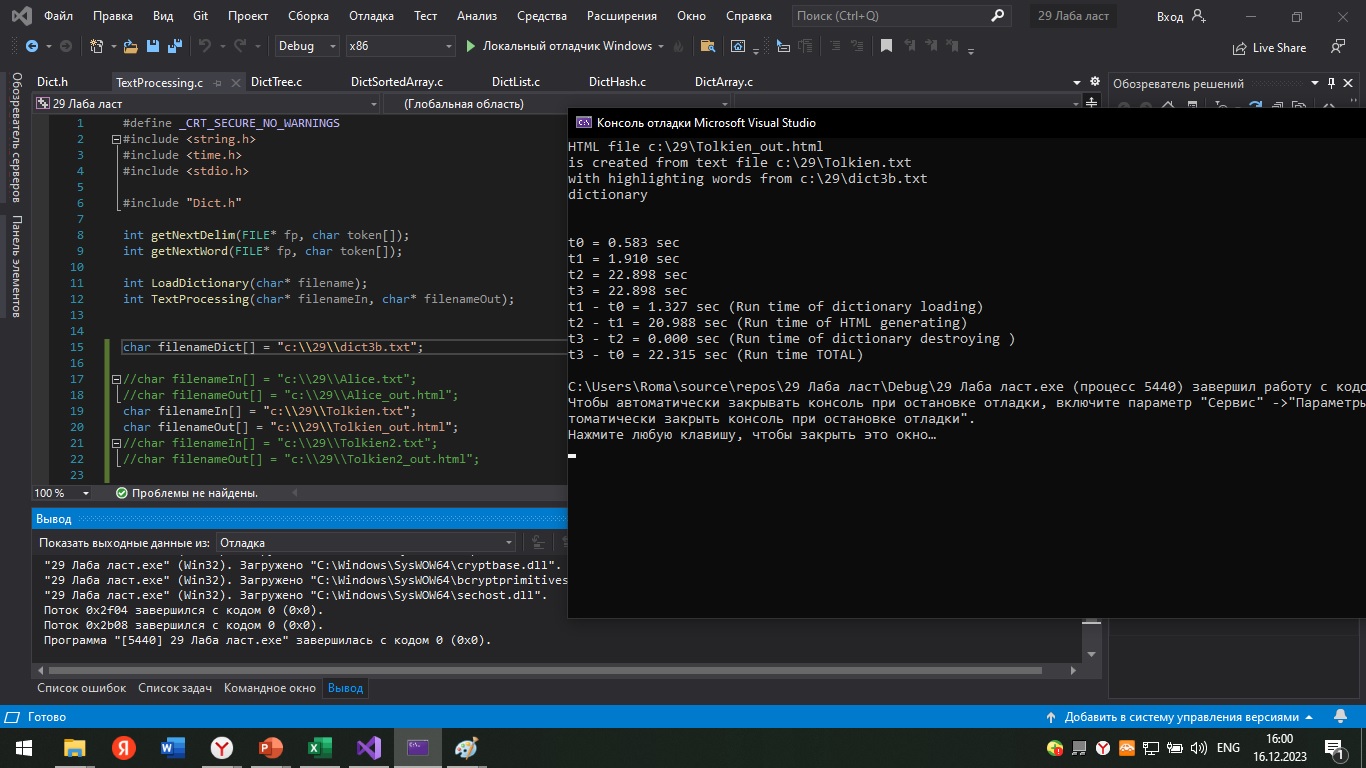 Файл Правка Вид Git Проект Сборка Отладка Тест Анализ Средства Расширения Окно Справка Поиск (Ctrl+Q) 29 Лаба ласт Вход
Debug x86 Локальный отладчик Windows Live Share
Обозреватель серверов
Панель элементов
Dict.h TextProcessing.c DictTree.c DictSortedArray.c DictList.c DictHash.c DictArray.c
29 Лаба ласт (Глобальная область)
Обозреватель решений
1 #define _CRT_SECURE_NO_WARNINGS
2 #include <string.h>
3 #include <time.h>
4 #include <stdio.h>
5
6 #include "Dict.h"
7
8 int getNextDelim(FILE* fp, char token[]);
9 int getNextWord(FILE* fp, char token[]);
10
11 int LoadDictionary(char* filename);
12 int TextProcessing(char* filenameIn, char* filenameOut);
13
14
15 char filenameDict[] = "c:\\29\\dict3b.txt";
16
17 //char filenameIn[] = "c:\\29\\Alice.txt";
18 //char filenameOut[] = "c:\\29\\Alice_out.html";
19 char filenameIn[] = "c:\\29\\Tolkien.txt";
20 char filenameOut[] = "c:\\29\\Tolkien_out.html";
21 //char filenameIn[] = "c:\\29\\Tolkien2.txt";
22 //char filenameOut[] = "c:\\29\\Tolkien2_out.html";
23
100 % Проблемы не найдены.
Консоль отладки Microsoft Visual Studio
HTML file c:\29\Tolkien_out.html
is created from text file c:\29\Tolkien.txt
with highlighting words from c:\29\dict3b.txt
dictionary
t0 = 0.583 sec
t1 = 1.910 sec
t2 = 22.898 sec
t3 = 22.898 sec
t1 - t0 = 1.327 sec (Run time of dictionary loading)
t2 - t1 = 20.988 sec (Run time of HTML generating)
t3 - t2 = 0.000 sec (Run time of dictionary destroying )
t3 - t0 = 22.315 sec (Run time TOTAL)
C:\Users\Roma\source\repos\29 Лаба ласт\Debug\29 Лаба ласт.exe (процесс 5440) завершил работу с кодо
Чтобы автоматически закрывать консоль при остановке отладки, включите параметр "Сервис" ->"Параметры
томатически закрыть консоль при остановке отладки".
Нажмите любую клавишу, чтобы закрыть это окно…
Вывод
Показать выходные данные из: Отладка
"29 Лаба ласт.exe" (Win32). Загружено "C:\Windows\SysWOW64\cryptbase.dll".
"29 Лаба ласт.exe" (Win32). Загружено "C:\Windows\SysWOW64\bcryptprimitives
"29 Лаба ласт.exe" (Win32). Загружено "C:\Windows\SysWOW64\sechost.dll".
Поток 0x2f04 завершился с кодом 0 (0x0).
Поток 0x2b08 завершился с кодом 0 (0x0).
Программа "[5440] 29 Лаба ласт.exe" завершилась с кодом 0 (0x0).
Список ошибок Список задач Командное окно Вывод
Готово Добавить в систему управления версиями
ENG 16:00
16.12.2023
1